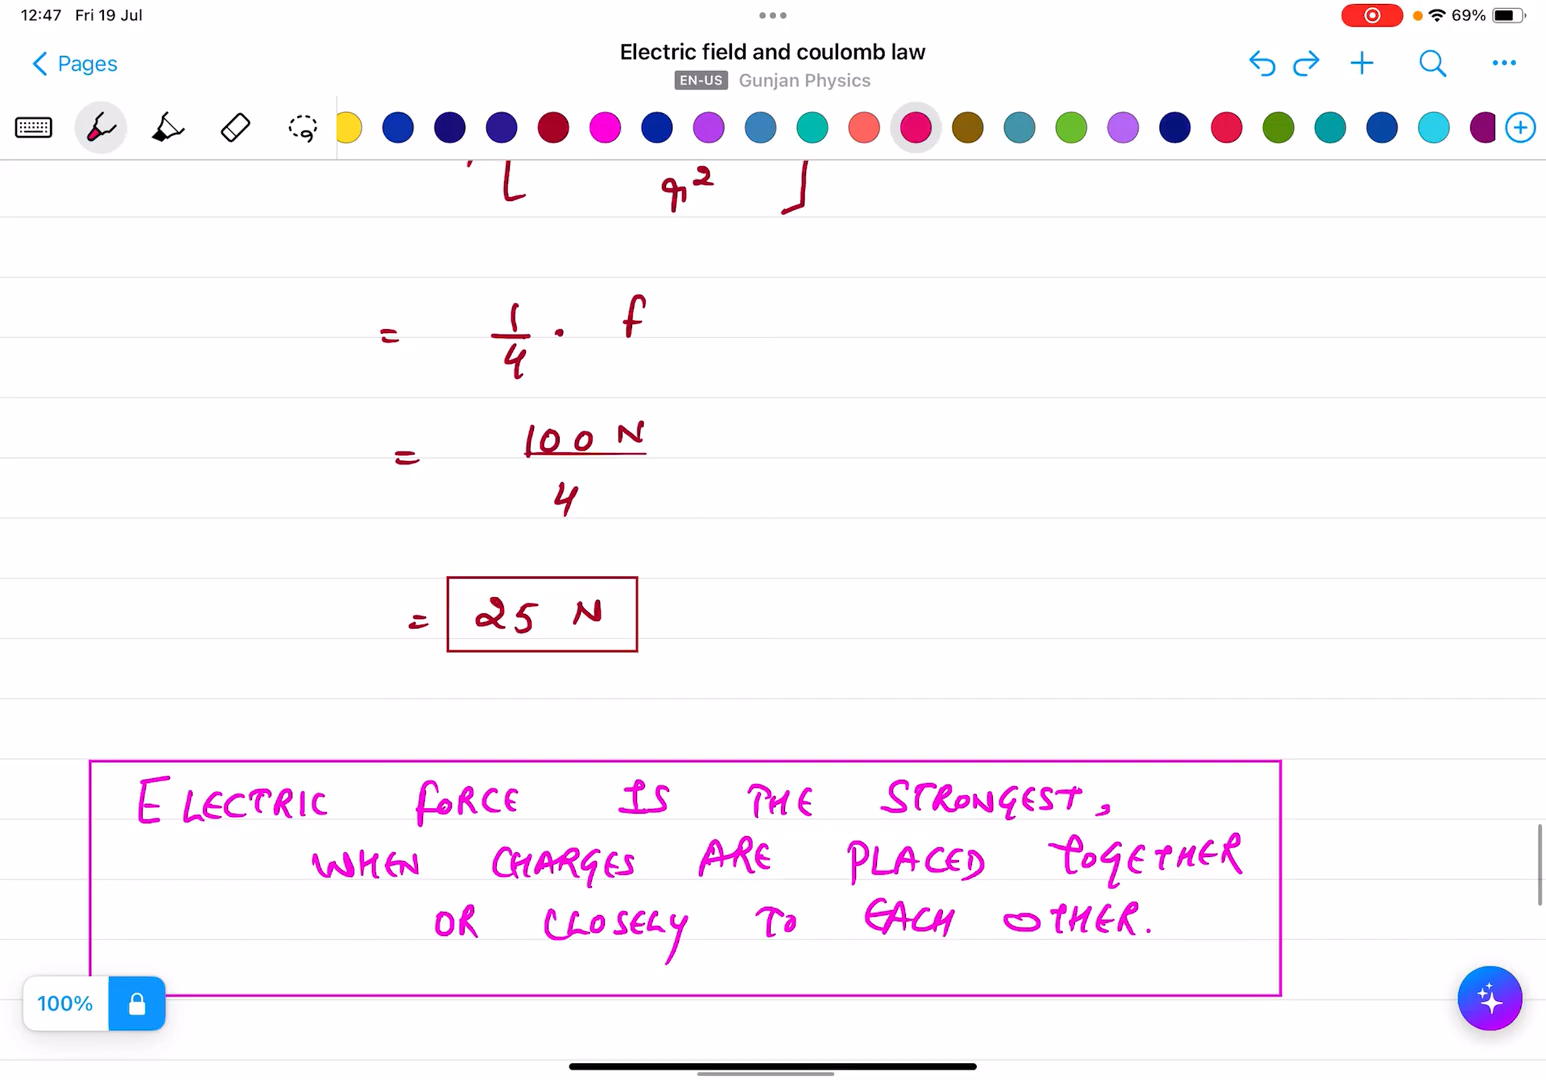 12:47 Fri 19 Jul
69%
Pages
Electric field and coulomb law
EN-US Gunjan Physics
[ r² ]
= 1/4 · F
= 100 N / 4
= 25 N
ELECTRIC FORCE IS THE STRONGEST,
WHEN CHARGES ARE PLACED TOGETHER
OR CLOSELY TO EACH OTHER.
100%